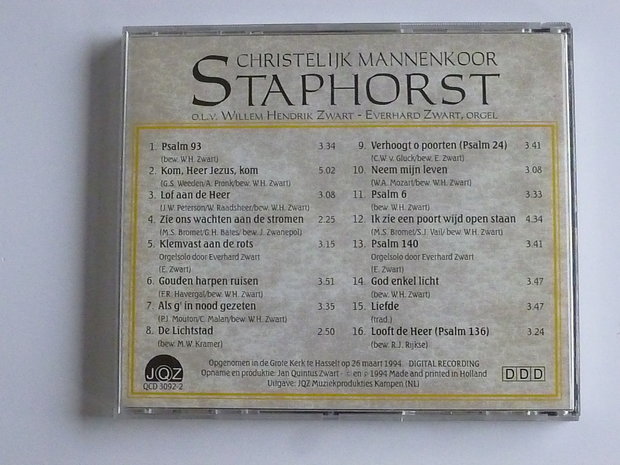 CHRISTELIJK MANNENKOOR
STAPHORST
O.L.V. WILLEM HENDRIK ZWART - EVERHARD ZWART, ORGEL
1. Psalm 93 3.34
(bew. W.H. Zwart)
2. Kom, Heer Jezus, kom 5.02
(G.S. Weeden/A. Pronk/bew. W.H. Zwart)
3. Lof aan de Heer 3.08
(J.W. Peterson/W. Raadsheer/bew. W.H. Zwart)
4. Zie ons wachten aan de stromen 2.25
(M.S. Bromet/G.H. Bates/ bew. J. Zwanepol)
5. Klemvast aan de rots 3.15
Orgelsolo door Everhard Zwart
(E. Zwart)
6. Gouden harpen ruisen 3.51
(F.R. Havergal/bew. W.H. Zwart)
7. Als g' in nood gezeten 3.35
(P.J. Mouton/C. Malan/bew. W.H. Zwart)
8. De Lichtstad 2.50
(bew. M.W. Kramer)
9. Verhoogt o poorten (Psalm 24) 3.41
(C.W. v. Gluck/bew. E. Zwart)
10. Neem mijn leven 3.08
(W.A. Mozart/bew. W.H. Zwart)
11. Psalm 6 3.33
(bew. W.H. Zwart)
12. Ik zie een poort wijd open staan 4.34
(M.S. Bromet/S.J. Vail/ bew. W.H. Zwart)
13. Psalm 140 3.41
Orgelsolo door Everhard Zwart
(E. Zwart)
14. God enkel licht 3.47
(bew. W.H. Zwart)
15. Liefde 3.47
(trad.)
16. Looft de Heer (Psalm 136) 3.24
(bew. R.J. Rijkse)
JQZ
QCD 3092-2
Opgenomen in de Grote Kerk te Hasselt op 26 maart 1994 DIGITAL RECORDING
Opname en produktie: Jan Quintus Zwart - © en ℗ 1994 Made and printed in Holland
Uitgave: JQZ Muziekprodukties Kampen (NL)
DDD